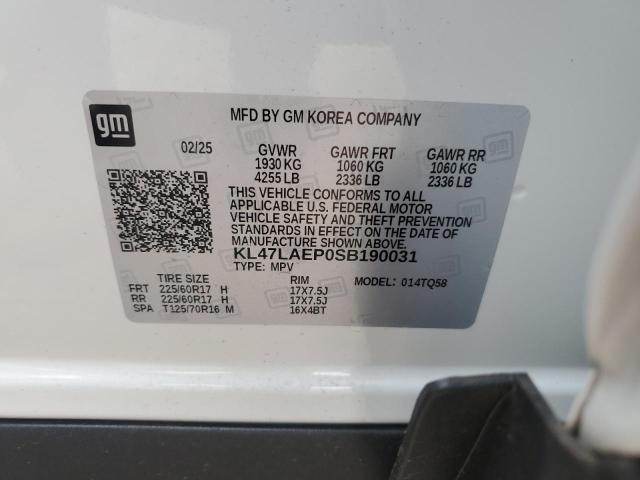 gm
MFD BY GM KOREA COMPANY
02/25 GVWR GAWR FRT GAWR RR
1930 KG 1060 KG 1060 KG
4255 LB 2336 LB 2336 LB
THIS VEHICLE CONFORMS TO ALL
APPLICABLE U.S. FEDERAL MOTOR
VEHICLE SAFETY AND THEFT PREVENTION
STANDARDS IN EFFECT ON THE DATE OF
MANUFACTURE SHOWN ABOVE.
KL47LAEP0SB190031
TYPE: MPV
TIRE SIZE RIM MODEL: 014TQ58
FRT 225/60R17 H 17X7.5J
RR 225/60R17 H 17X7.5J
SPA T125/70R16 M 16X4BT